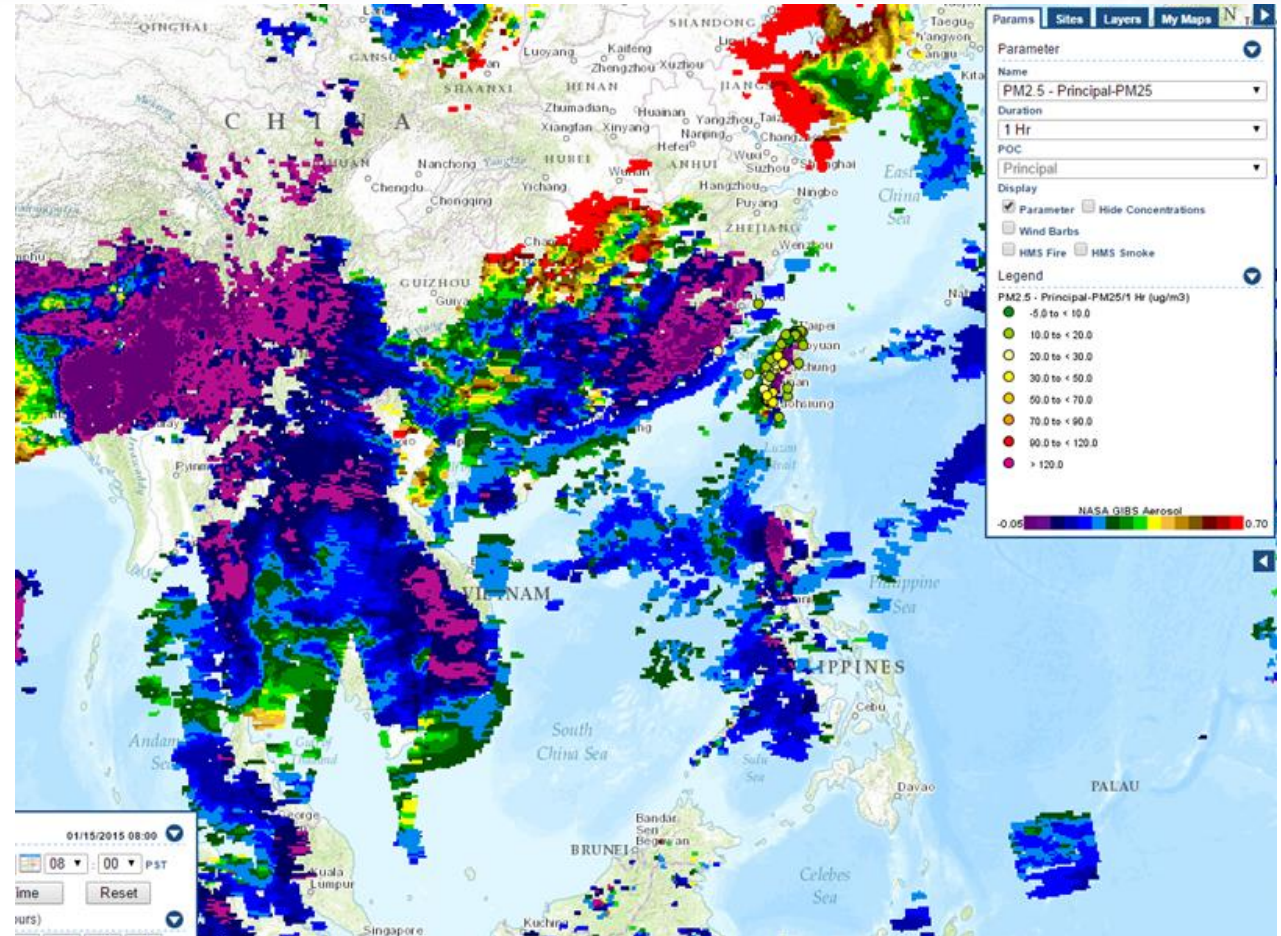 QINGHAI
SHANDONG
Taegu
GANSU
Luoyang
Kaifeng
Zhengzhou
Xuzhou
SHAANXI
HENAN
JIANG
Zhumadian
Huainan
Yangzhou
CHINA
Xiangfan
Xinyang
Nanjing
Hefei
Nanchong
HUBEI
ANHUI
Suzhou
Wuhan
Chengdu
Yichang
Hangzhou
Ningbo
East
China
Sea
Chongqing
Puyang
ZHEJIANG
Wenzhou
GUIZHOU
Taipei
Luzon
Strait
VIETNAM
Philippine
Sea
PHILIPPINES
Cebu
South
China Sea
Sulu
Sea
Davao
PALAU
Bandar
Seri
Begawan
BRUNEI
Kuala
Lumpur
Celebes
Sea
Kuching
Singapore
Params
Sites
Layers
My Maps
Parameter
Name
PM2.5 - Principal-PM25
Duration
1 Hr
POC
Principal
Display
Parameter Hide Concentrations
Wind Barbs
HMS Fire HMS Smoke
Legend
PM2.5 - Principal-PM25/1 Hr (ug/m3)
-5.0 to < 10.0
10.0 to < 20.0
20.0 to < 30.0
30.0 to < 50.0
50.0 to < 70.0
70.0 to < 90.0
90.0 to < 120.0
> 120.0
NASA GIBS Aerosol
-0.05 0.70
01/15/2015 08:00
08 : 00 PST
Reset